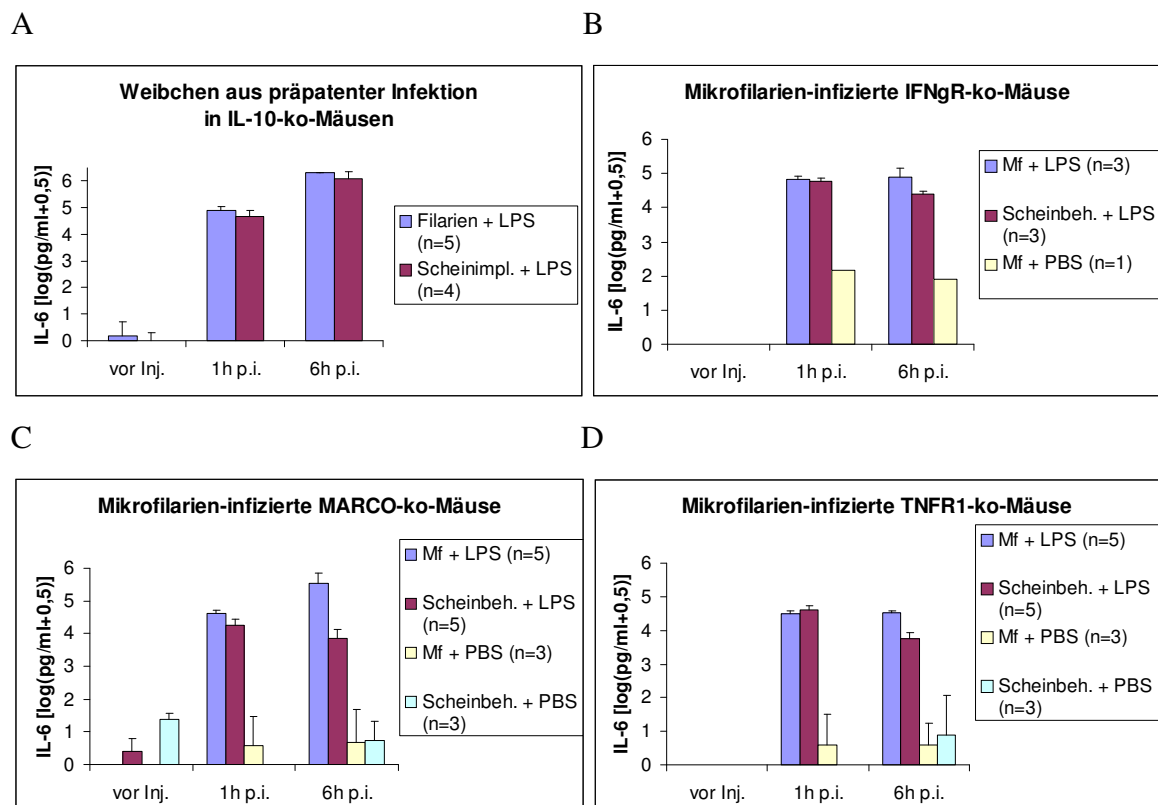 A
Weibchen aus präpatenter Infektion
in IL-10-ko-Mäusen
IL-6 [log(pg/ml+0,5)]
6
5
4
3
2
1
0
vor Inj.
1h p.i.
6h p.i.
Filarien + LPS
(n=5)
Scheinimpl. + LPS
(n=4)
B
Mikrofilarien-infizierte IFNgR-ko-Mäuse
IL-6 [log(pg/ml+0,5)]
6
5
4
3
2
1
0
vor Inj.
1h p.i.
6h p.i.
Mf + LPS (n=3)
Scheinbeh. + LPS
(n=3)
Mf + PBS (n=1)
C
Mikrofilarien-infizierte MARCO-ko-Mäuse
IL-6 [log(pg/ml+0,5)]
6
5
4
3
2
1
0
vor Inj.
1h p.i.
6h p.i.
Mf + LPS (n=5)
Scheinbeh. + LPS
(n=5)
Mf + PBS (n=3)
Scheinbeh. + PBS
(n=3)
D
Mikrofilarien-infizierte TNFR1-ko-Mäuse
IL-6 [log(pg/ml+0,5)]
6
5
4
3
2
1
0
vor Inj.
1h p.i.
6h p.i.
Mf + LPS (n=5)
Scheinbeh. + LPS
(n=5)
Mf + PBS (n=3)
Scheinbeh. + PBS
(n=3)